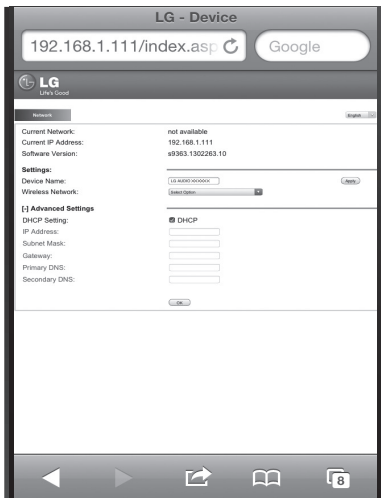 LG - Device
192.168.1.111/index.asp
Google
LG
Life's Good
Network
English
Current Network: not available
Current IP Address: 192.168.1.111
Software Version: s9363.1302263.10
Settings:
Device Name: LG AUDIO XXXXXX Apply
Wireless Network: Select Option
[-] Advanced Settings
DHCP Setting: DHCP
IP Address:
Subnet Mask:
Gateway:
Primary DNS:
Secondary DNS:
OK
8